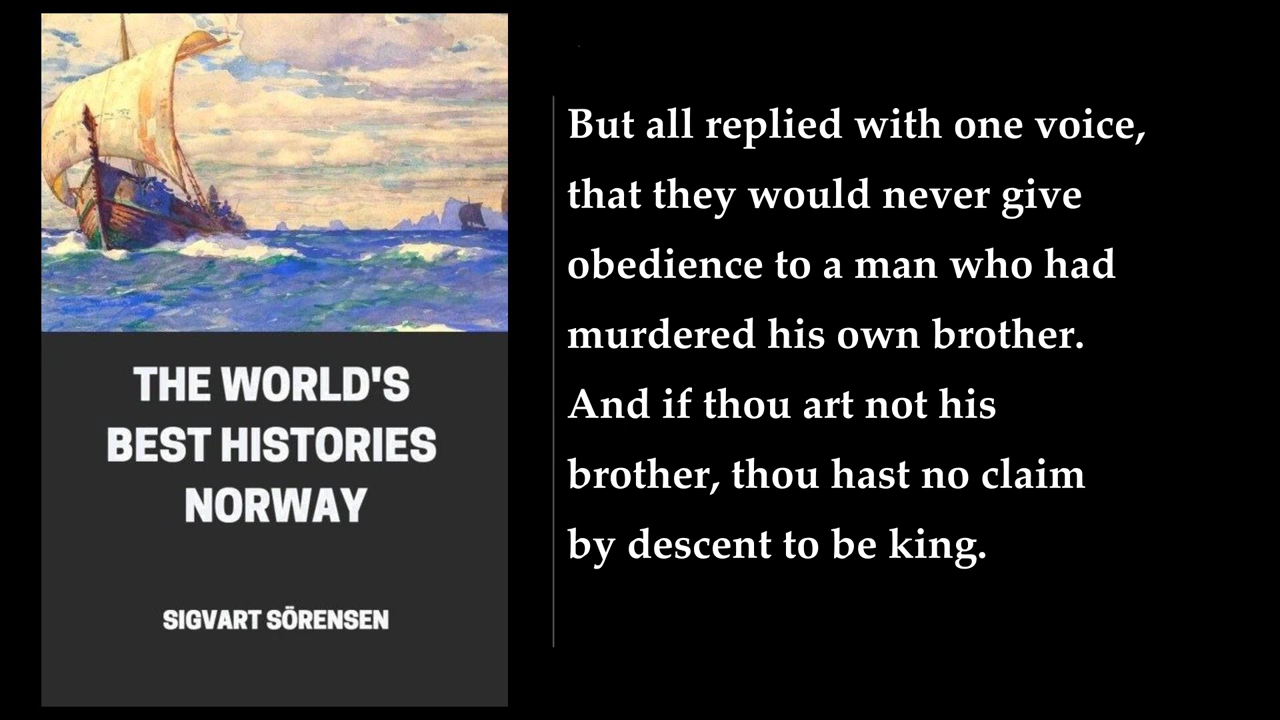 THE WORLD'S
BEST HISTORIES
NORWAY
SIGVART SÖRENSEN
But all replied with one voice,
that they would never give
obedience to a man who had
murdered his own brother.
And if thou art not his
brother, thou hast no claim
by descent to be king.